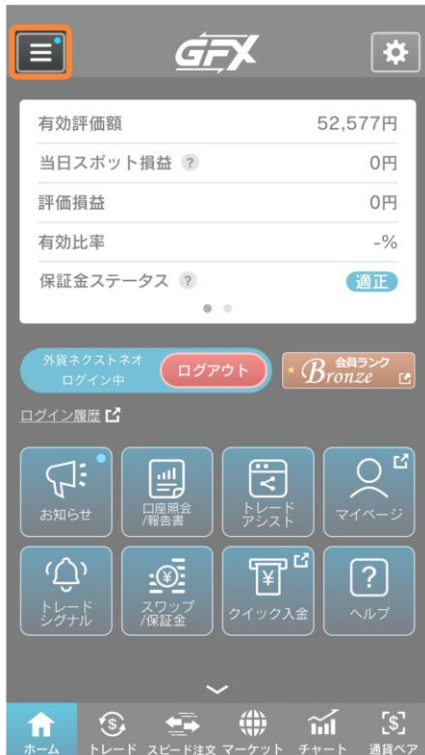 GFX
有効評価額 52,577円
当日スポット損益 ? 0円
評価損益 0円
有効比率 -%
保証金ステータス ? 適正
外貨ネクストネオ
ログイン中
ログアウト
会員ランク
Bronze
ログイン履歴
お知らせ
口座照会
/報告書
トレード
アシスト
マイページ
トレード
シグナル
スワップ
/保証金
クイック入金
ヘルプ
ホーム トレード スピード注文 マーケット チャート 通貨ペア